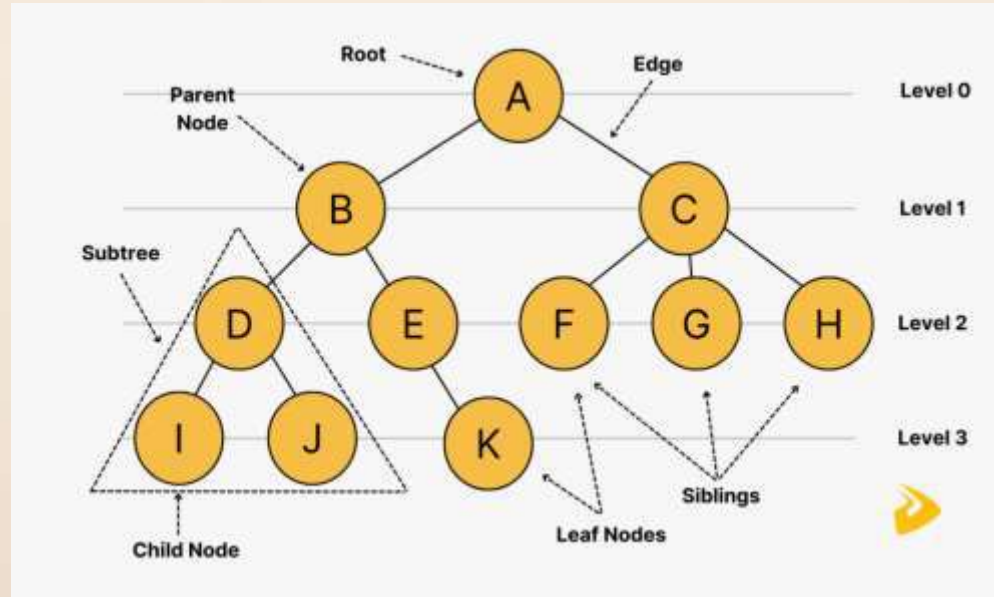 Root
Edge
A
Level 0
Parent
Node
B
C
Level 1
Subtree
D
E
F
G
H
Level 2
I
J
K
Level 3
Siblings
Leaf Nodes
Child Node